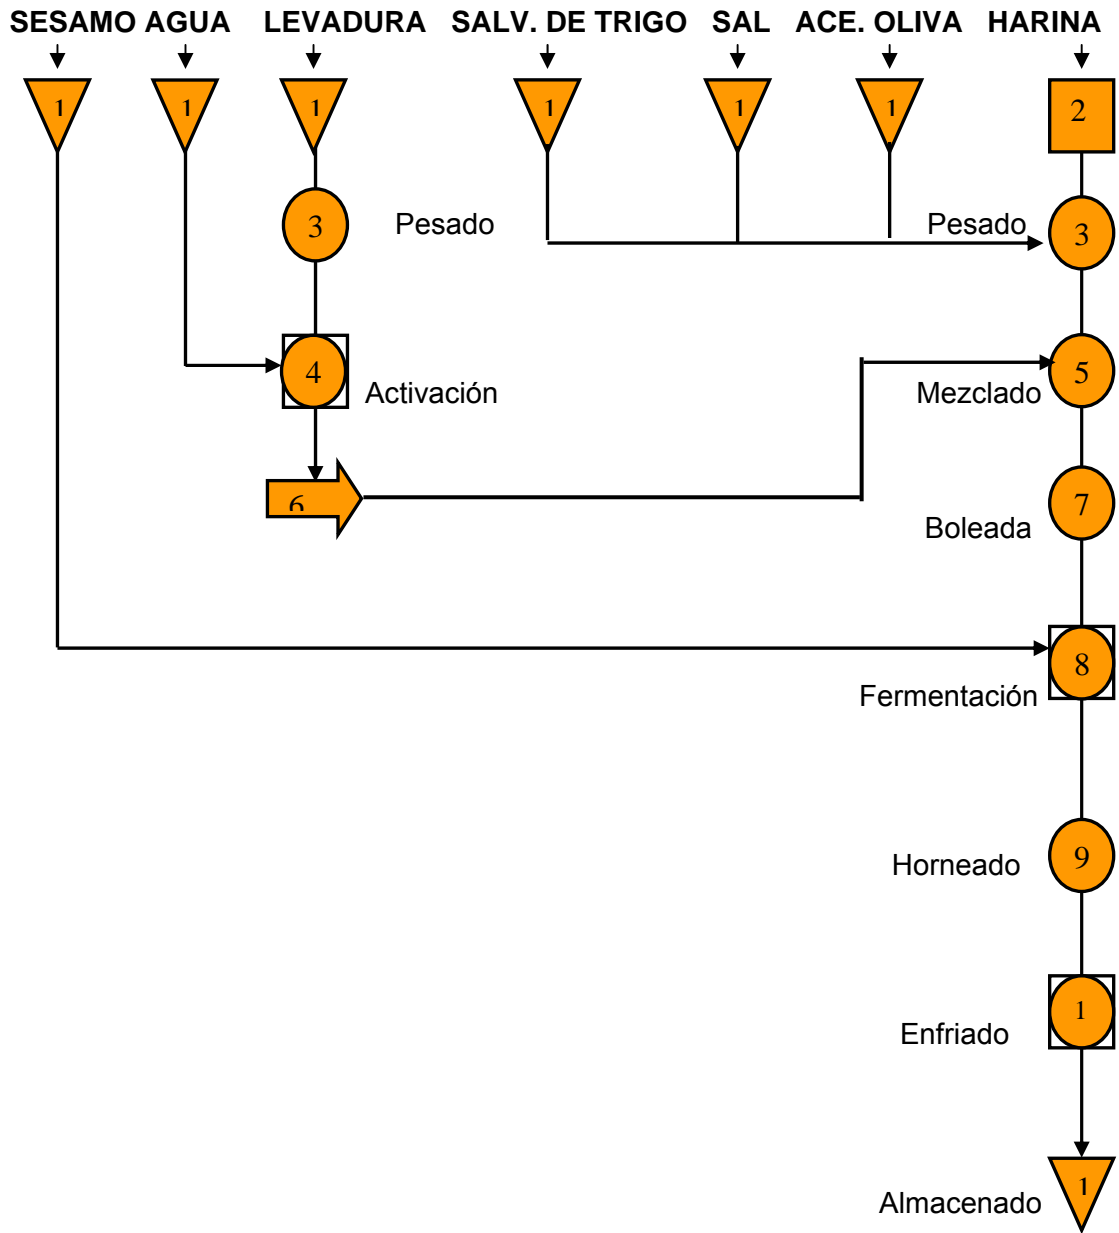 SESAMO AGUA LEVADURA SALV. DE TRIGO SAL ACE. OLIVA HARINA
1 1 1 1 1 1 2
3 Pesado Pesado 3
4 Activación Mezclado 5
6 Boleada 7
8
Fermentación
Horneado 9
1
Enfriado
Almacenado 1